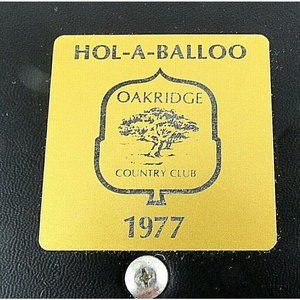 HOL-A-BALLOO
OAKRIDGE
COUNTRY CLUB
1977